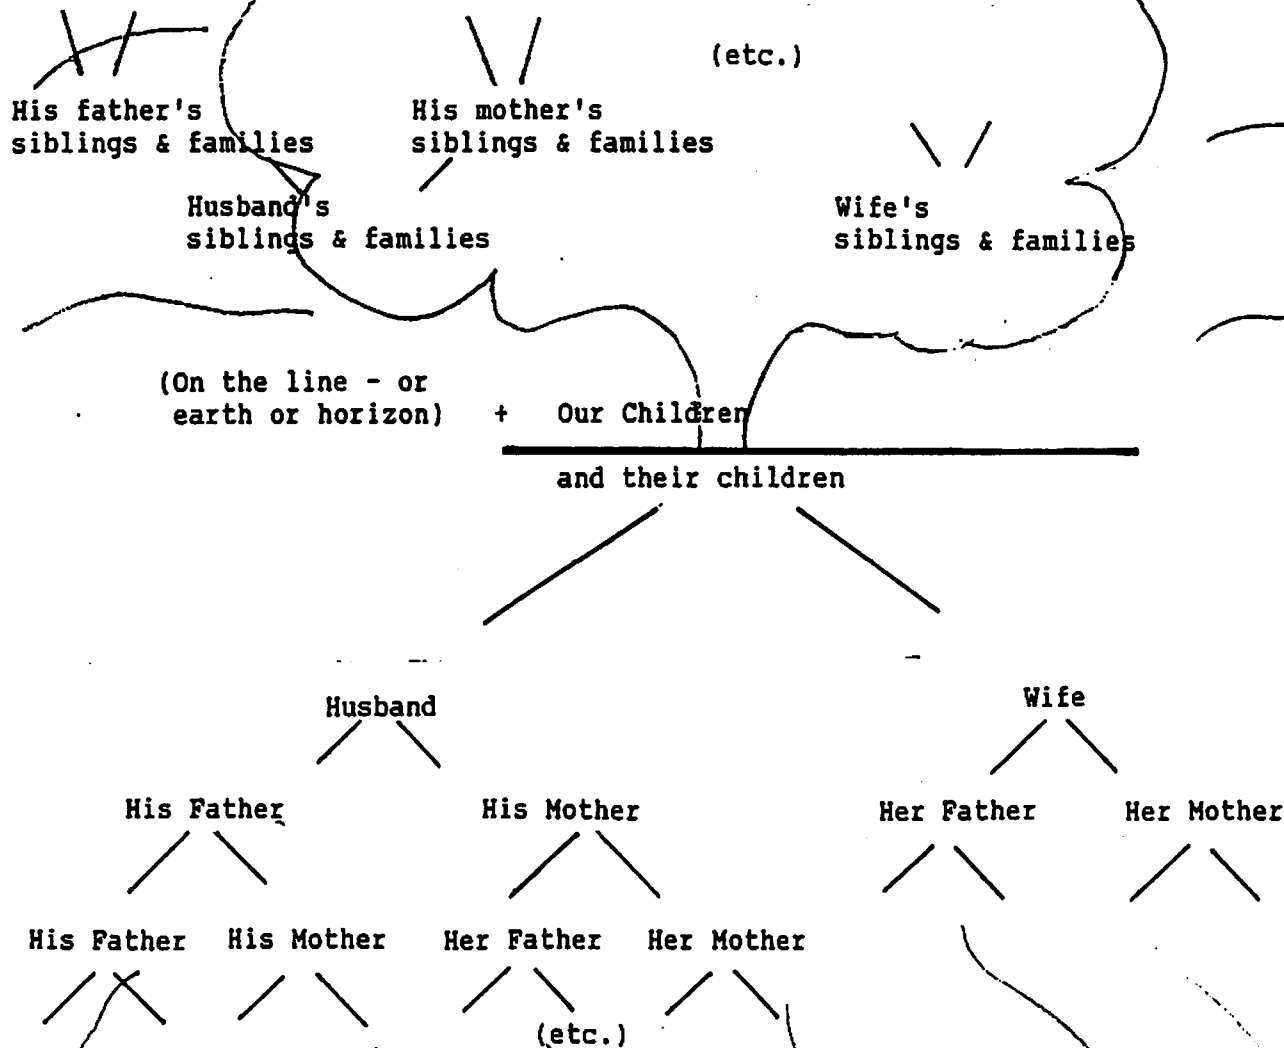 (etc.)
His father's His mother's
siblings & families siblings & families
Husband's Wife's
siblings & families siblings & families
(On the line - or
earth or horizon) + Our Children
and their children
Husband Wife
His Father His Mother Her Father Her Mother
His Father His Mother Her Father Her Mother
(etc.)